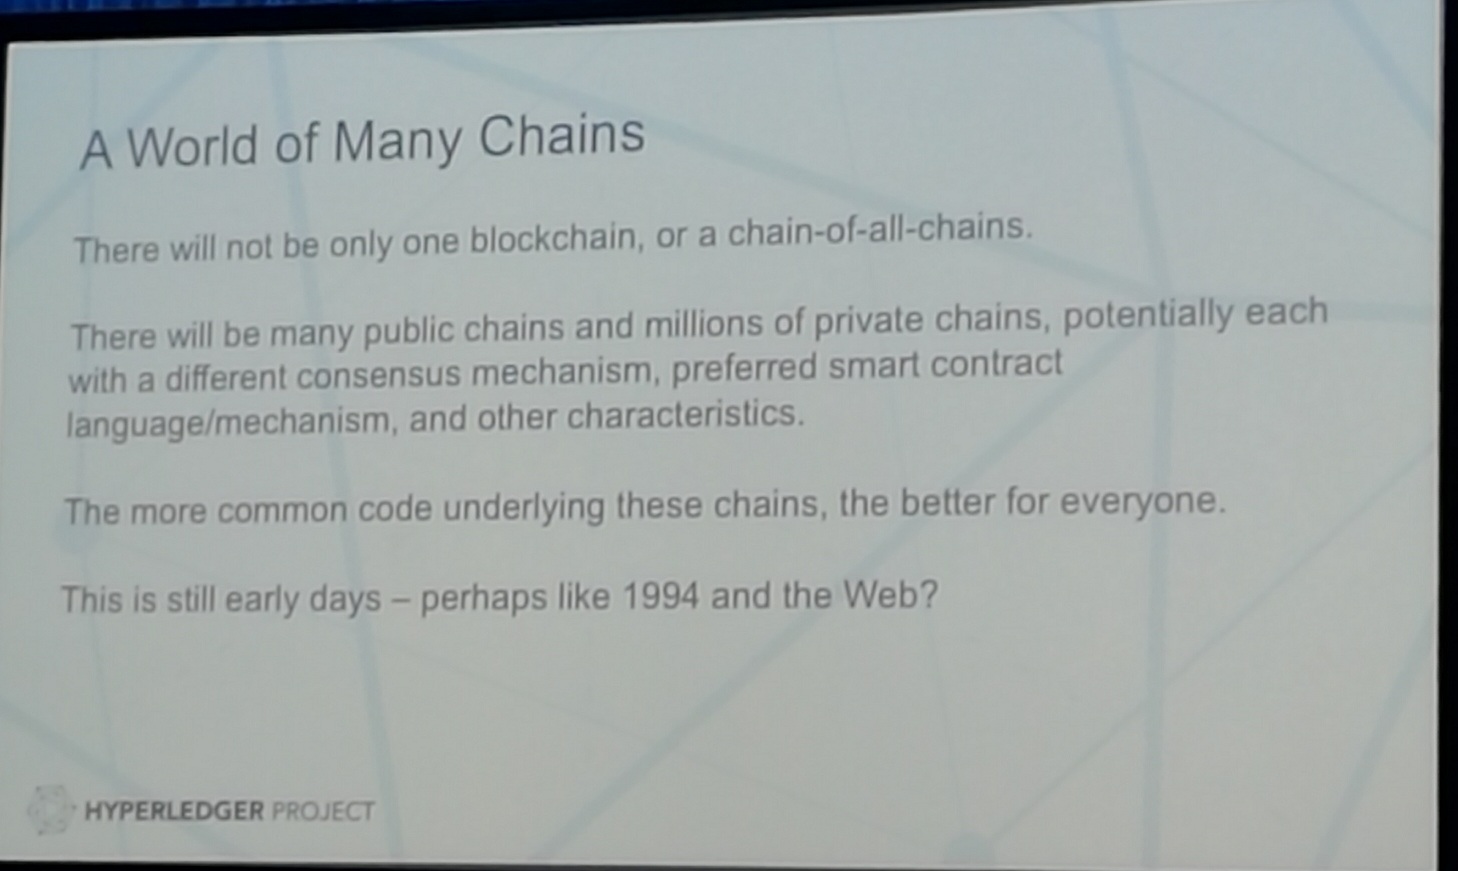 A World of Many Chains
There will not be only one blockchain, or a chain-of-all-chains.
There will be many public chains and millions of private chains, potentially each
with a different consensus mechanism, preferred smart contract
language/mechanism, and other characteristics.
The more common code underlying these chains, the better for everyone.
This is still early days – perhaps like 1994 and the Web?
HYPERLEDGER PROJECT